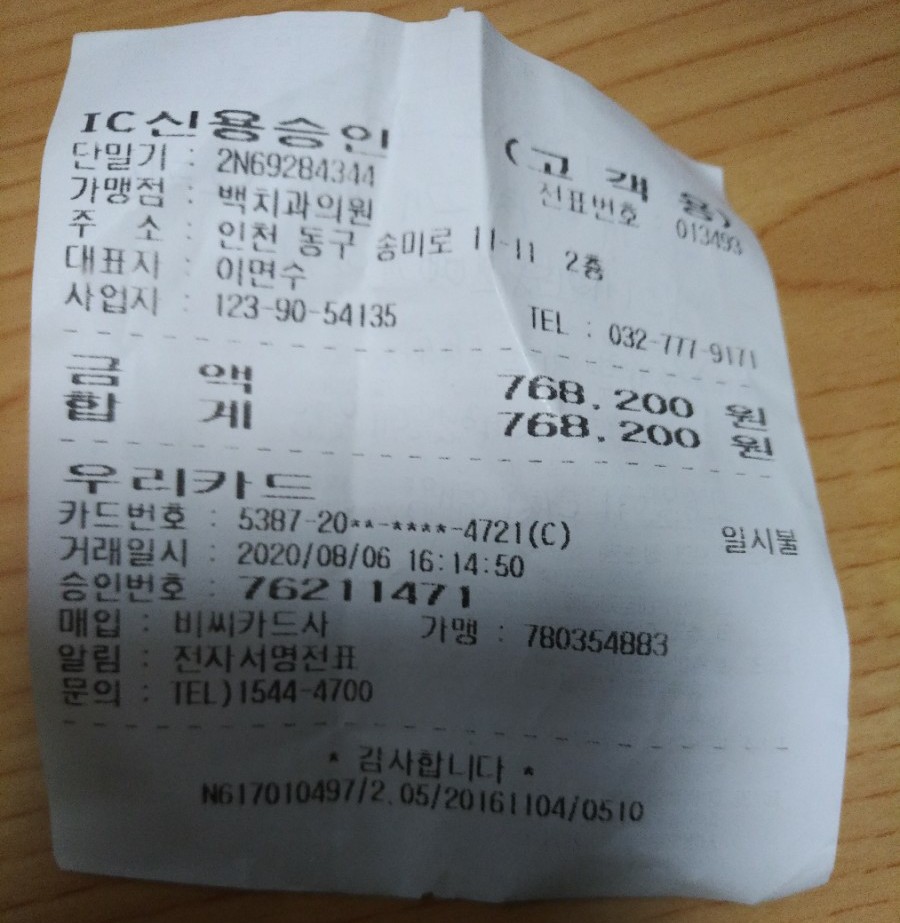 IC신용승인 (고 객 용)
단말기 : 2N69284344 전표번호 013493
가맹점 : 백치과의원
주 소 : 인천 동구 송미로 11-11 2층
대표자 : 이면수
사업자 : 123-90-54135 TEL : 032-777-9171
금 액 768,200 원
합 계 768,200 원
우리카드
카드번호 : 5387-20**-****-4721(C) 일시불
거래일시 : 2020/08/06 16:14:50
승인번호 : 76211471
매입 : 비씨카드사 가맹 : 780354883
알림 : 전자서명전표
문의 : TEL)1544-4700
* 감사합니다 *
N617010497/2.05/20161104/0510